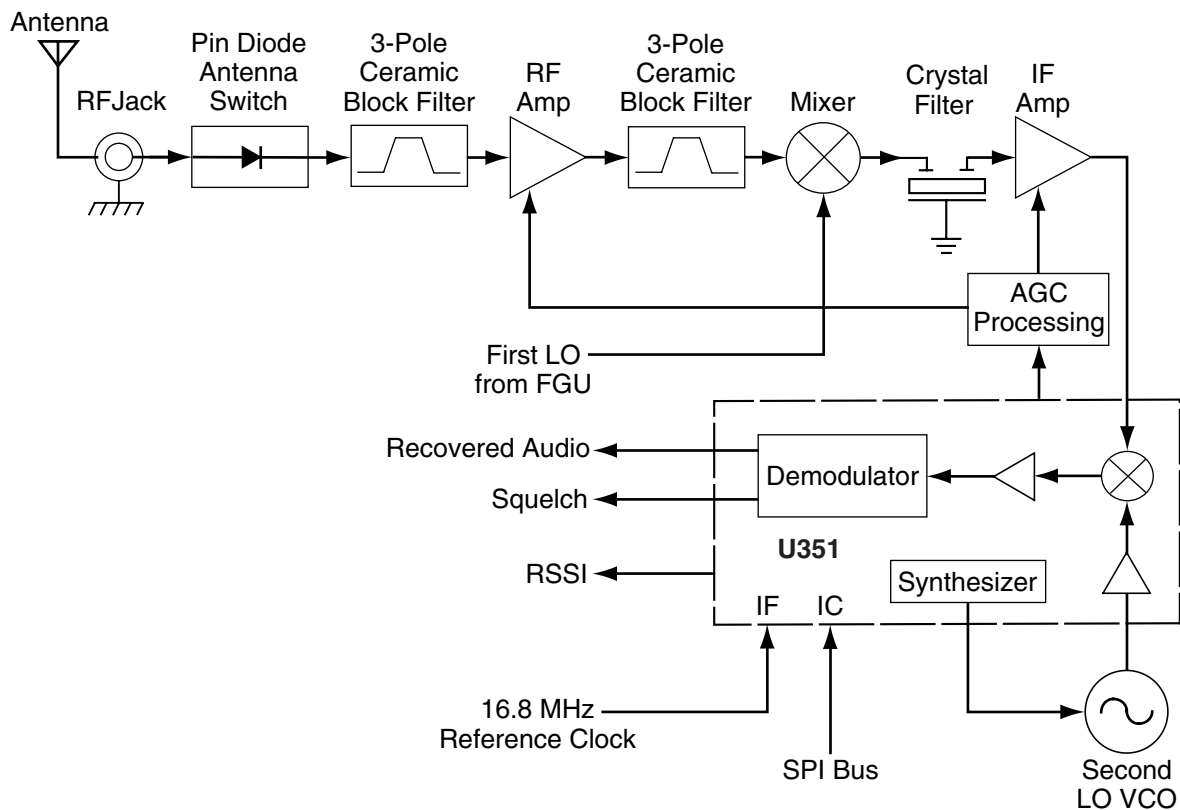 Antenna
RFJack
Pin Diode
Antenna
Switch
3-Pole
Ceramic
Block Filter
RF
Amp
3-Pole
Ceramic
Block Filter
Mixer
Crystal
Filter
IF
Amp
AGC
Processing
First LO
from FGU
Recovered Audio
Squelch
RSSI
Demodulator
U351
Synthesizer
IF IC
16.8 MHz
Reference Clock
SPI Bus
Second
LO VCO